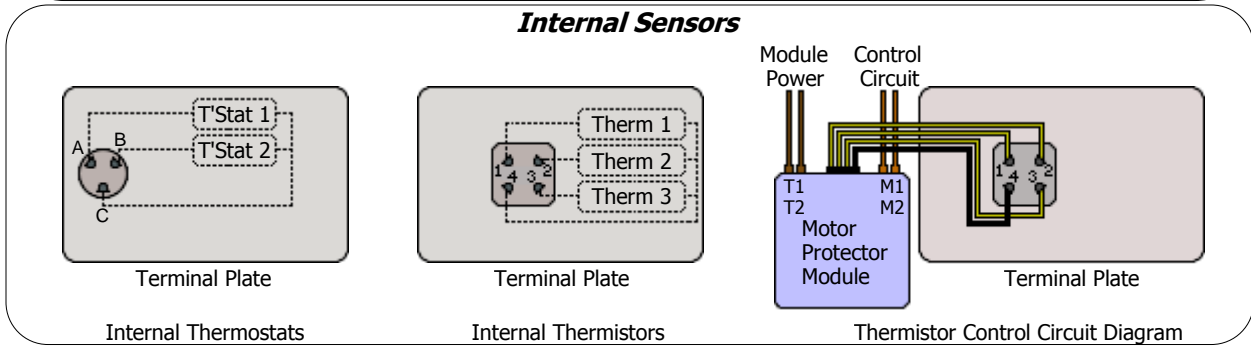 Internal Sensors
T'Stat 1
T'Stat 2
A
B
C
Terminal Plate
Internal Thermostats
Therm 1
Therm 2
Therm 3
1
2
4
3
Terminal Plate
Internal Thermistors
Module
Power
Control
Circuit
T1
T2
M1
M2
Motor
Protector
Module
1
2
4
3
Terminal Plate
Thermistor Control Circuit Diagram